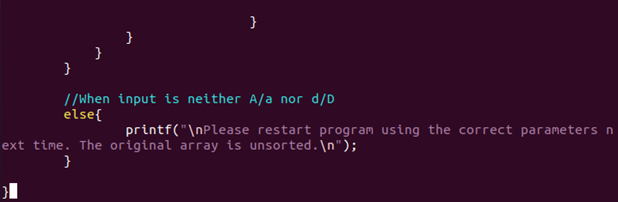 }
}
}
}
//When input is neither A/a nor d/D
else{
printf("\nPlease restart program using the correct parameters n
ext time. The original array is unsorted.\n");
}
}